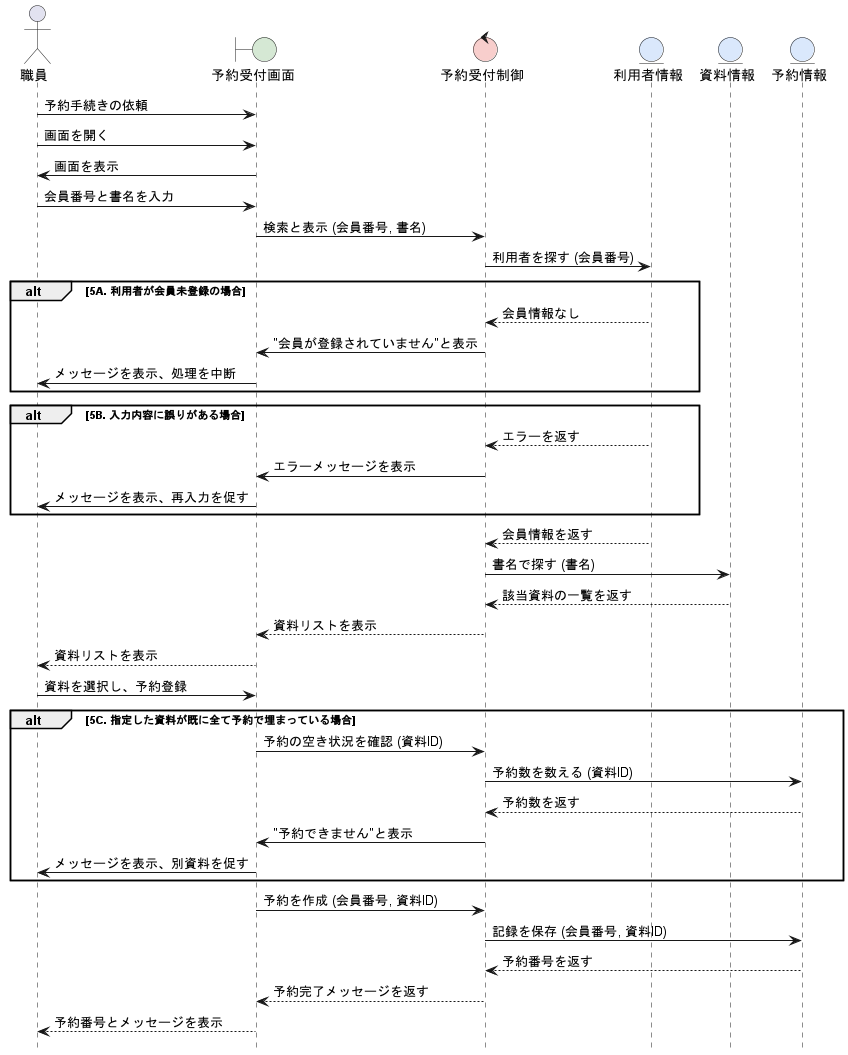 職員
予約受付画面
予約受付制御
利用者情報
資料情報
予約情報
予約手続きの依頼
画面を開く
画面を表示
会員番号と書名を入力
検索と表示 (会員番号, 書名)
利用者を探す (会員番号)
alt [5A. 利用者が会員未登録の場合]
会員情報なし
"会員が登録されていません"と表示
メッセージを表示、処理を中断
alt [5B. 入力内容に誤りがある場合]
エラーを返す
エラーメッセージを表示
メッセージを表示、再入力を促す
会員情報を返す
書名で探す (書名)
該当資料の一覧を返す
資料リストを表示
資料リストを表示
資料を選択し、予約登録
alt [5C. 指定した資料が既に全て予約で埋まっている場合]
予約の空き状況を確認 (資料ID)
予約数を数える (資料ID)
予約数を返す
"予約できません"と表示
メッセージを表示、別資料を促す
予約を作成 (会員番号, 資料ID)
記録を保存 (会員番号, 資料ID)
予約番号を返す
予約完了メッセージを返す
予約番号とメッセージを表示